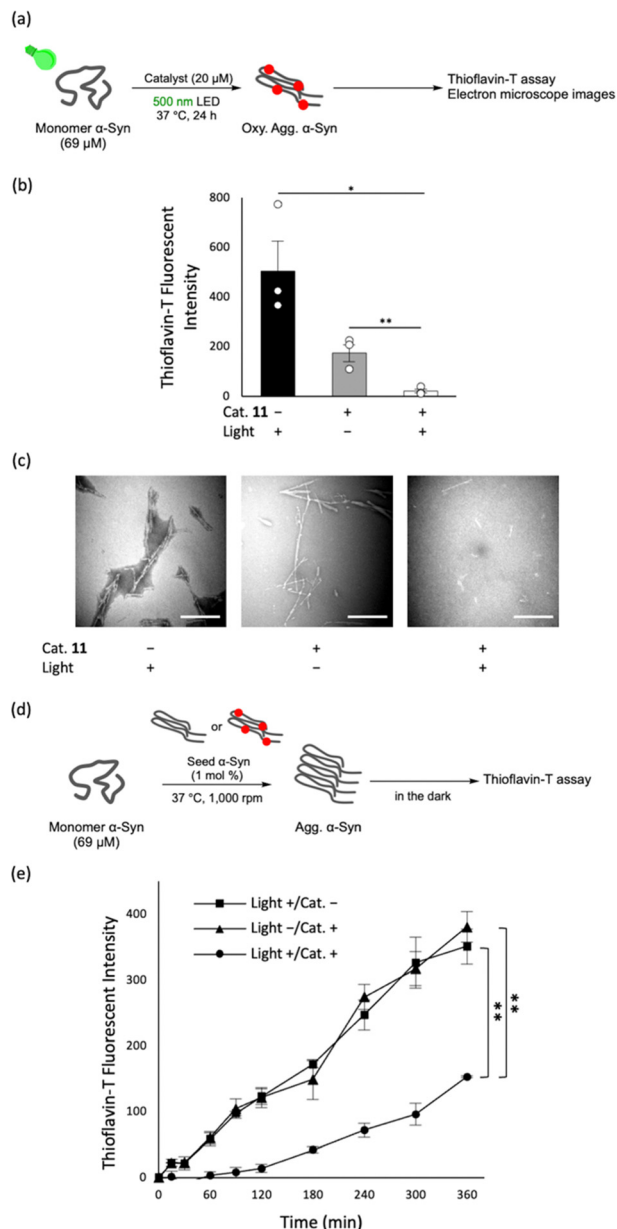 (a)
Monomer α-Syn
(69 μM)
Catalyst (20 μM)
500 nm LED
37 °C, 24 h
Oxy. Agg. α-Syn
Thioflavin-T assay
Electron microscope images
(b)
Thioflavin-T Fluorescent
Intensity
800
600
400
200
0
*
**
Cat. 11 – + +
Light + – +
(c)
Cat. 11 – + +
Light + – +
(d)
or
Seed α-Syn
(1 mol %)
37 °C, 1,000 rpm
Monomer α-Syn
(69 μM)
Agg. α-Syn
in the dark
Thioflavin-T assay
(e)
Thioflavin-T Fluorescent Intensity
400
300
200
100
0
Light +/Cat. –
Light –/Cat. +
Light +/Cat. +
**
**
0 60 120 180 240 300 360
Time (min)